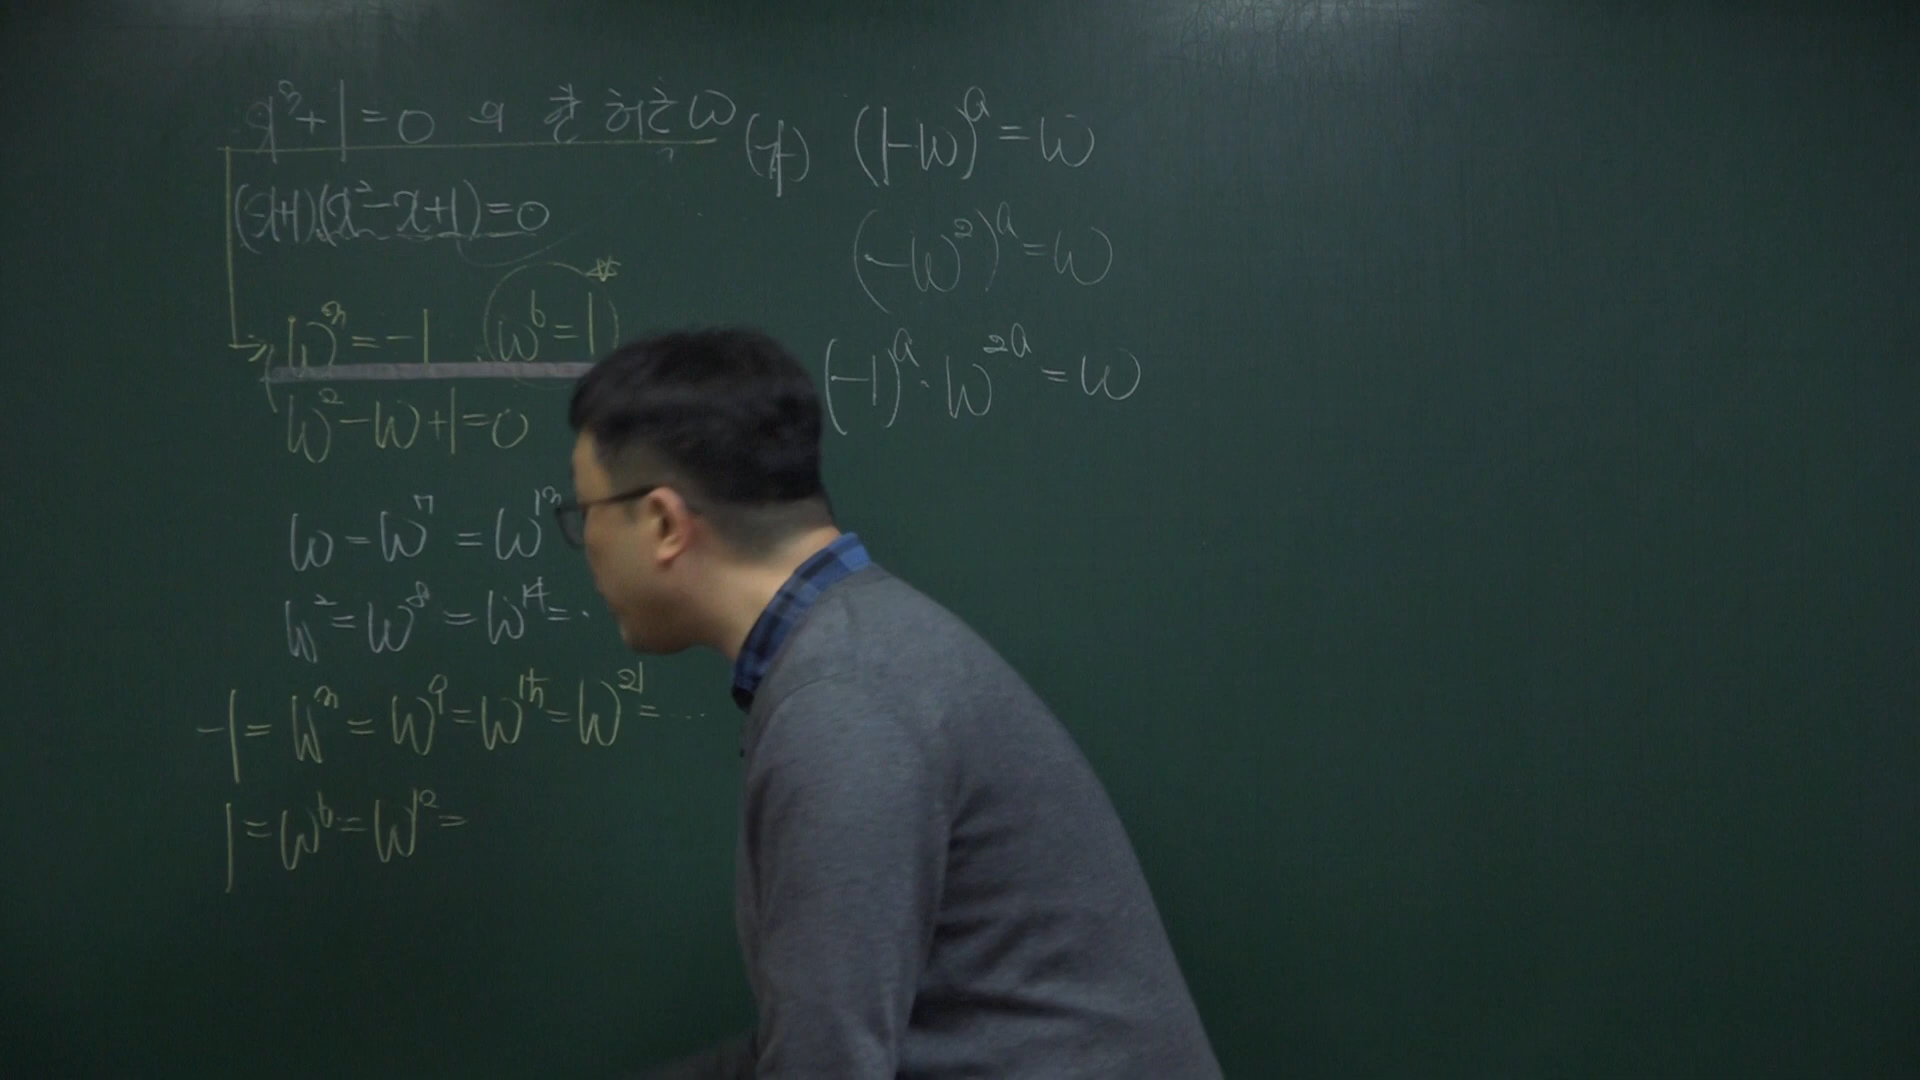 x³+1=0 의 한 허근 ω
(x+1)(x²-x+1)=0
ω³=-1 ω⁶=1
ω²-ω+1=0
ω=ω⁷=ω¹³
ω²=ω⁸=ω¹⁴=·
-1=ω³=ω⁹=ω¹⁵=ω²¹=···
1=ω⁶=ω¹²=
(가) (1-ω)ᵃ=ω
(-ω²)ᵃ=ω
(-1)ᵃ·ω²ᵃ=ω